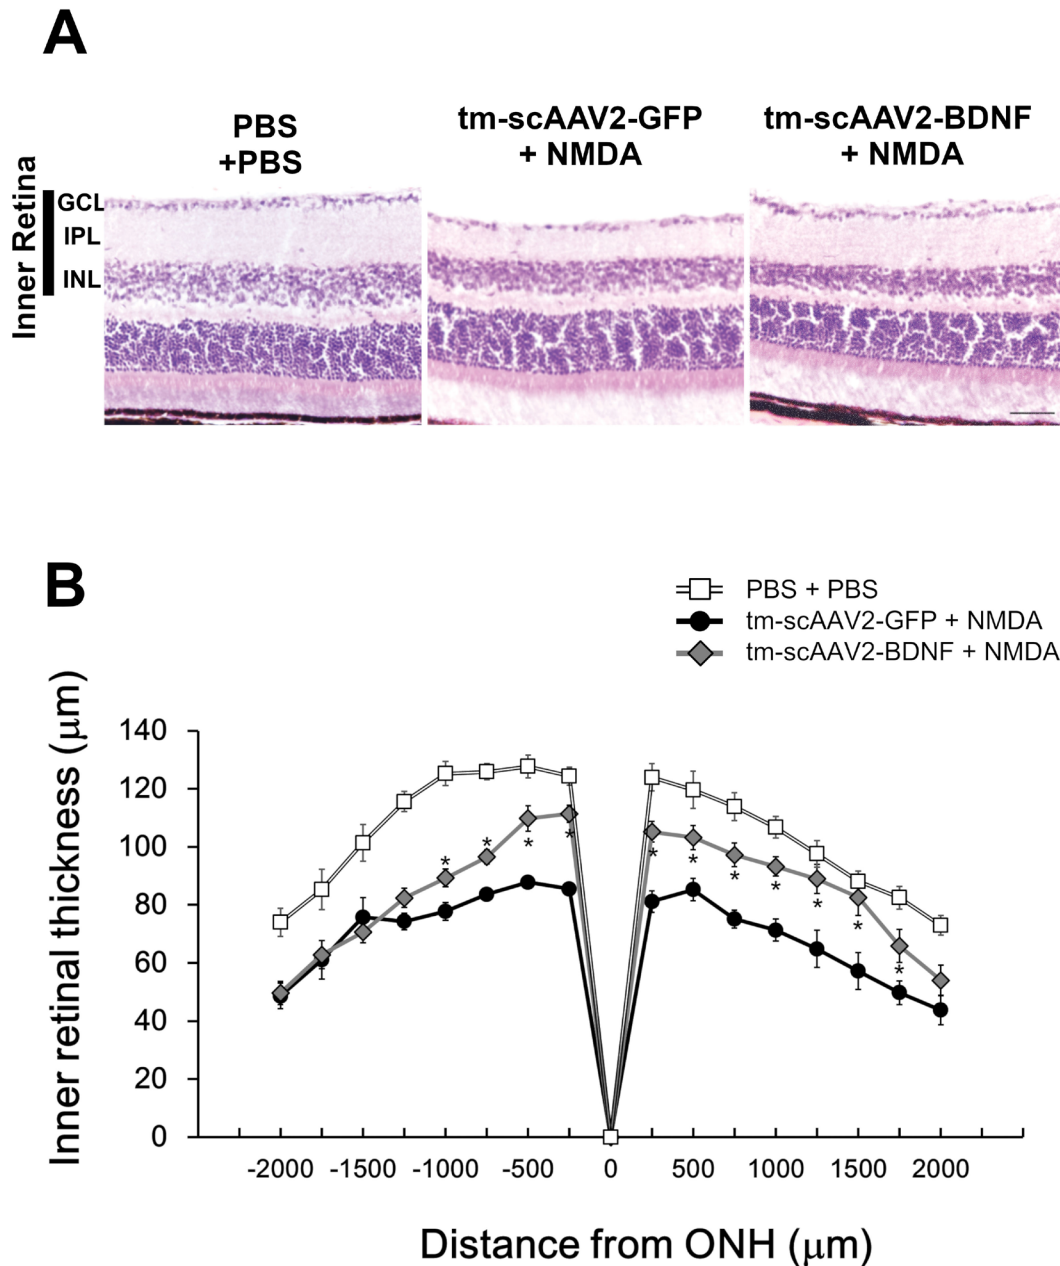 A
PBS
+PBS
tm-scAAV2-GFP
+ NMDA
tm-scAAV2-BDNF
+ NMDA
Inner Retina
GCL
IPL
INL
B
PBS + PBS
tm-scAAV2-GFP + NMDA
tm-scAAV2-BDNF + NMDA
Inner retinal thickness (μm)
140
120
100
80
60
40
20
0
* * * * * * * * * * *
-2000 -1500 -1000 -500 0 500 1000 1500 2000
Distance from ONH (μm)